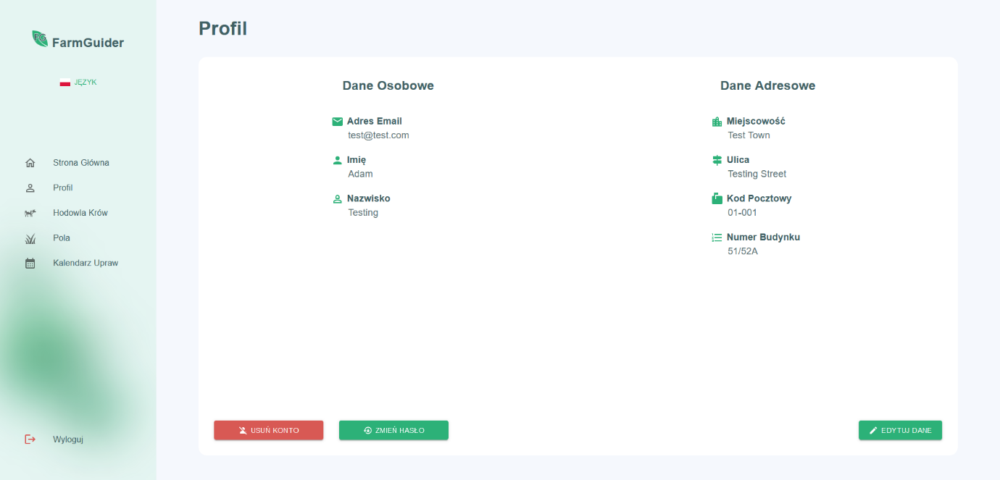 FG
FarmGuider
JĘZYK
Strona Główna
Profil
Hodowla Krów
Pola
Kalendarz Upraw
Wyloguj
Profil
Dane Osobowe
Adres Email
test@test.com
Imię
Adam
Nazwisko
Testing
Dane Adresowe
Miejscowość
Test Town
Ulica
Testing Street
Kod Pocztowy
01-001
Numer Budynku
51/52A
USUŃ KONTO
ZMIEŃ HASŁO
EDYTUJ DANE